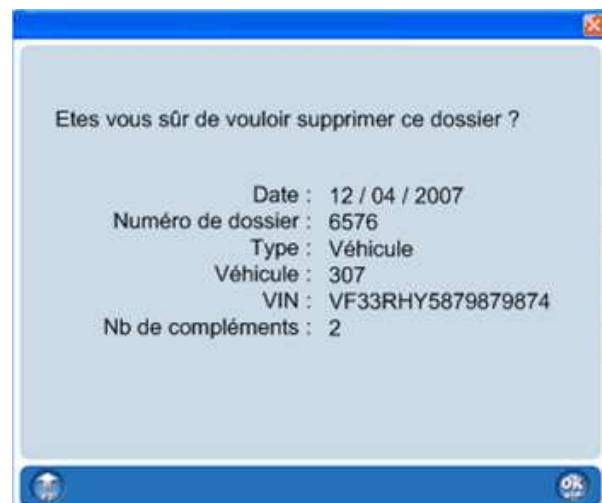 Etes vous sûr de vouloir supprimer ce dossier ?
Date : 12 / 04 / 2007
Numéro de dossier : 6576
Type : Véhicule
Véhicule : 307
VIN : VF33RHY5879879874
Nb de compléments : 2
OK